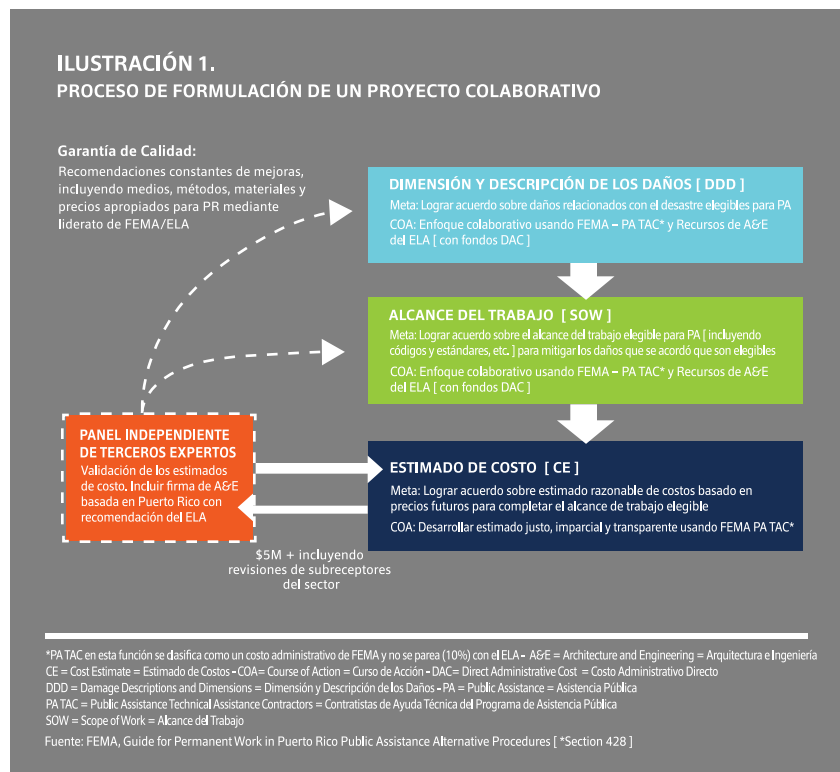 ILUSTRACIÓN 1.
PROCESO DE FORMULACIÓN DE UN PROYECTO COLABORATIVO
Garantía de Calidad:
Recomendaciones constantes de mejoras,
incluyendo medios, métodos, materiales y
precios apropiados para PR mediante
liderato de FEMA/ELA
DIMENSIÓN Y DESCRIPCIÓN DE LOS DAÑOS [ DDD ]
Meta: Lograr acuerdo sobre daños relacionados con el desastre elegibles para PA
COA: Enfoque colaborativo usando FEMA – PA TAC* y Recursos de A&E
del ELA [ con fondos DAC ]
ALCANCE DEL TRABAJO [ SOW ]
Meta: Lograr acuerdo sobre el alcance del trabajo elegible para PA [ incluyendo
códigos y estándares, etc. ] para mitigar los daños que se acordó que son elegibles
COA: Enfoque colaborativo usando FEMA – PA TAC* y Recursos de A&E
del ELA [ con fondos DAC ]
PANEL INDEPENDIENTE
DE TERCEROS EXPERTOS
Validación de los estimados
de costo. Incluir firma de A&E
basada en Puerto Rico con
recomendación del ELA
ESTIMADO DE COSTO [ CE ]
Meta: Lograr acuerdo sobre estimado razonable de costos basado en
precios futuros para completar el alcance de trabajo elegible
COA: Desarrollar estimado justo, imparcial y transparente usando FEMA PA TAC*
$5M + incluyendo
revisiones de subreceptores
del sector
*PA TAC en esta función se clasifica como un costo administrativo de FEMA y no se parea (10%) con el ELA - A&E = Architecture and Engineering = Arquitectura e Ingeniería
CE = Cost Estimate = Estimado de Costos - COA= Course of Action = Curso de Acción - DAC= Direct Administrative Cost = Costo Administrativo Directo
DDD = Damage Descriptions and Dimensions = Dimensión y Descripción de los Daños - PA = Public Assistance = Asistencia Pública
PA TAC = Public Assistance Technical Assistance Contractors = Contratistas de Ayuda Técnica del Programa de Asistencia Pública
SOW = Scope of Work = Alcance del Trabajo
Fuente: FEMA, Guide for Permanent Work in Puerto Rico Public Assistance Alternative Procedures [ *Section 428 ]